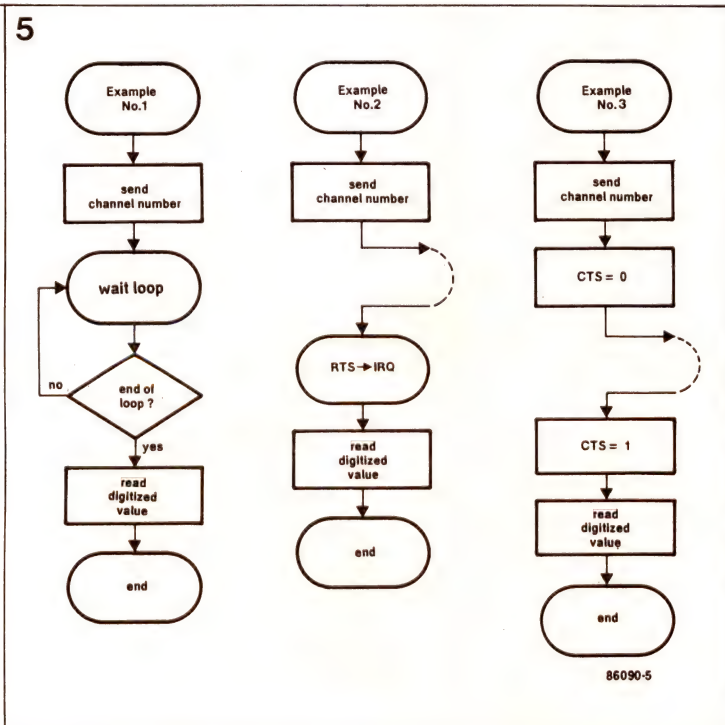 5
Example
No.1
send
channel number
wait loop
end of
loop ?
no
yes
read
digitized
value
end
Example
No.2
send
channel number
RTS→IRQ
read
digitized
value
end
Example
No.3
send
channel number
CTS = 0
CTS = 1
read
digitized
value
end
86090-5